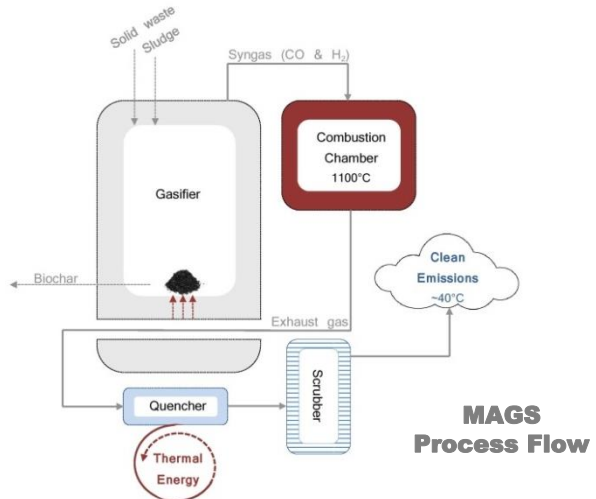 Solid waste
Sludge
Syngas (CO & H₂)
Combustion
Chamber
1100°C
Gasifier
Clean
Emissions
~40°C
Biochar
Exhaust gas
Scrubber
Quencher
MAGS
Process Flow
Thermal
Energy